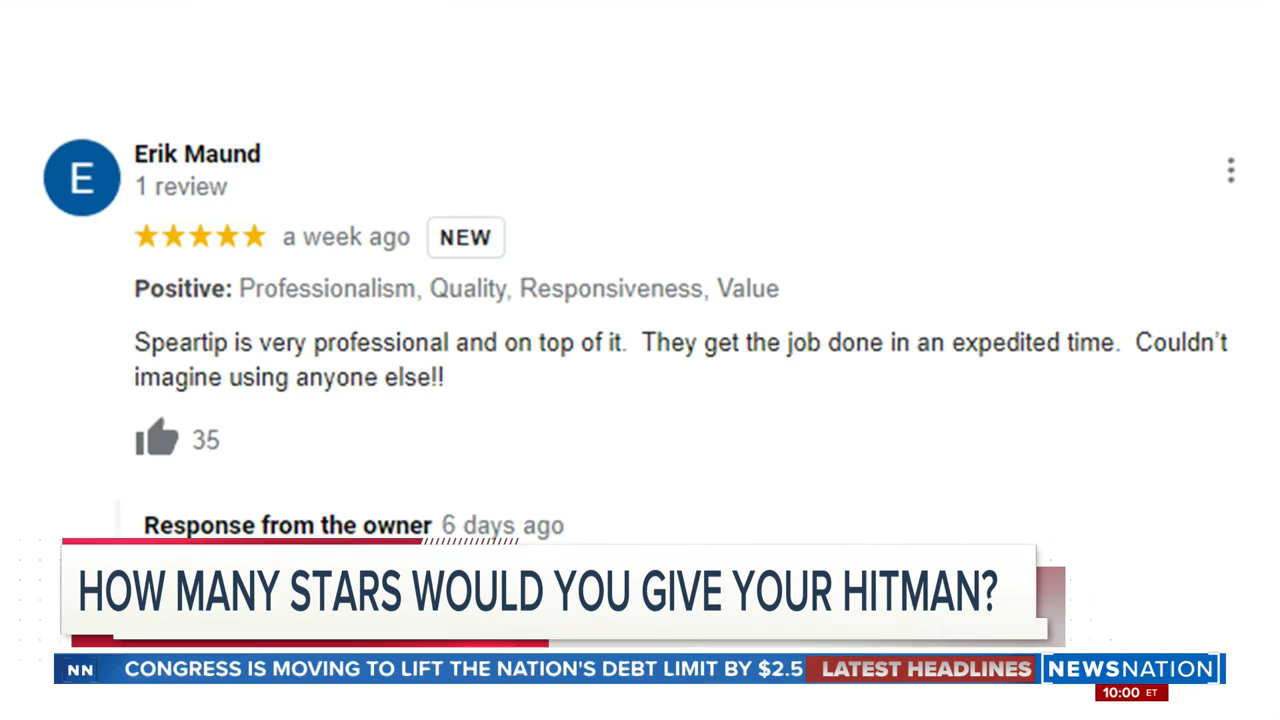 E
Erik Maund
1 review
a week ago NEW
Positive: Professionalism, Quality, Responsiveness, Value
Speartip is very professional and on top of it. They get the job done in an expedited time. Couldn't
imagine using anyone else!!
35
Response from the owner 6 days ago
HOW MANY STARS WOULD YOU GIVE YOUR HITMAN?
NN CONGRESS IS MOVING TO LIFT THE NATION'S DEBT LIMIT BY $2.5 LATEST HEADLINES NEWSNATION
10:00 ET